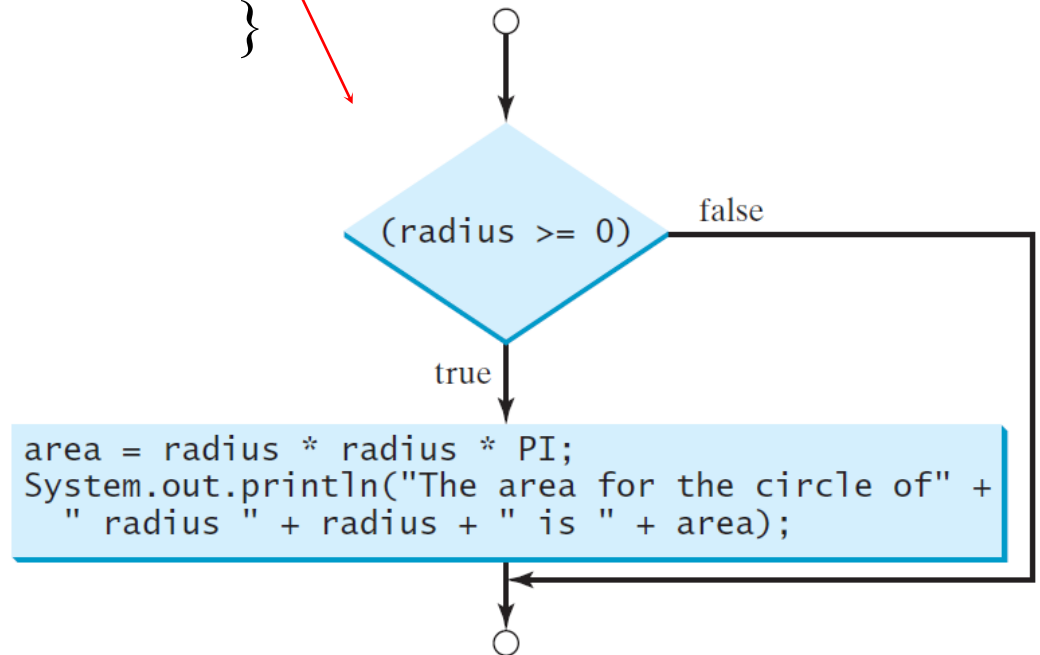 }
(radius >= 0)
false
true
area = radius * radius * PI;
System.out.println("The area for the circle of" +
" radius " + radius + " is " + area);